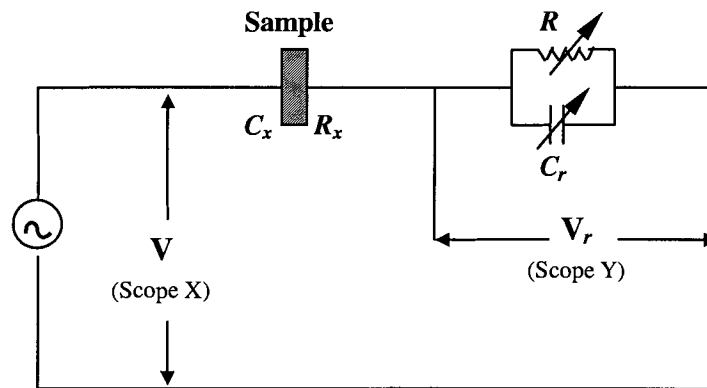 Sample
R
C_x
R_x
C_r
V
(Scope X)
V_r
(Scope Y)